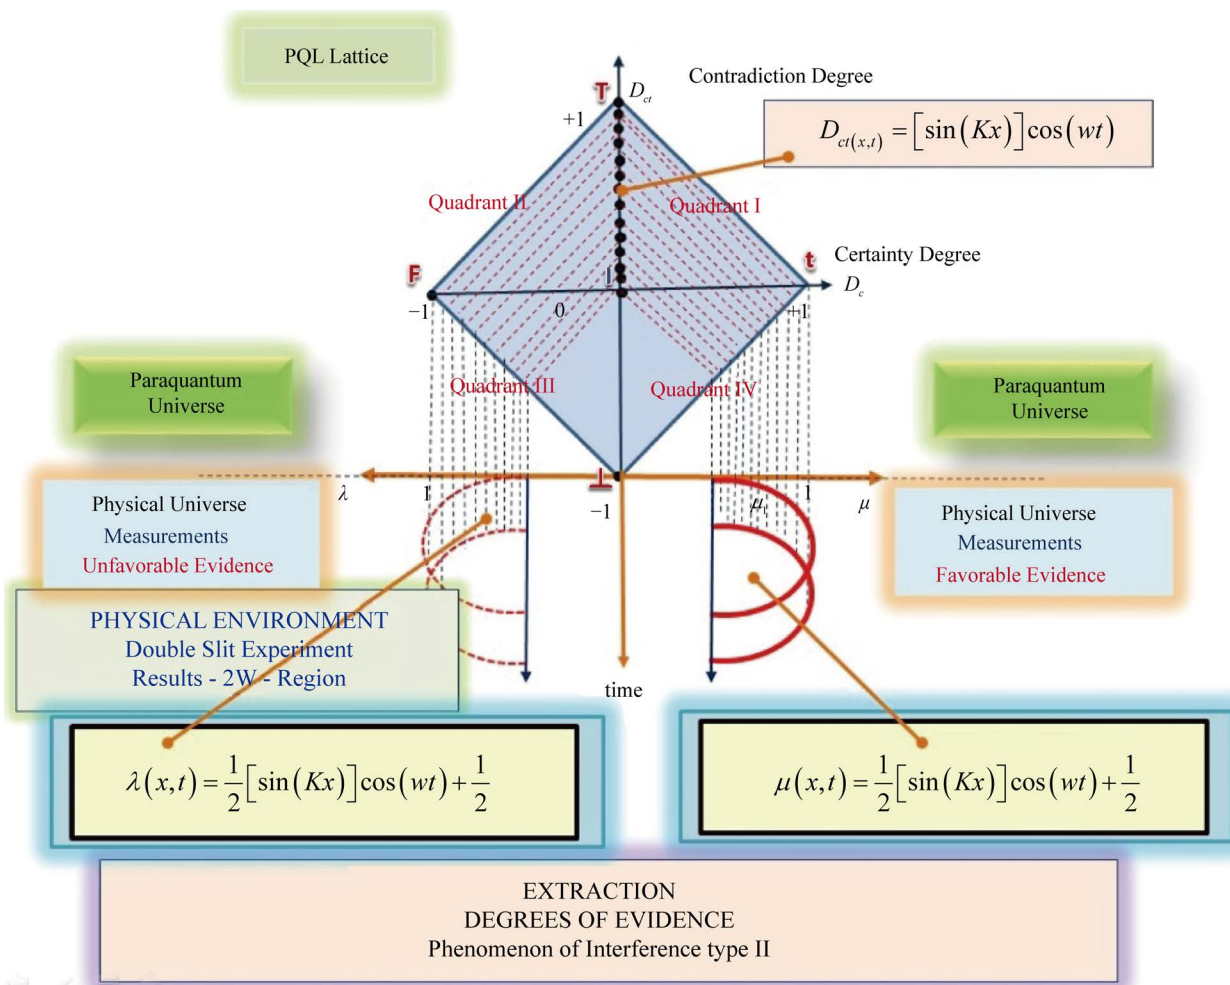 PQL Lattice
T
D_ct
Contradiction Degree
+1
D_ct(x,t) = [sin(Kx)]cos(wt)
Quadrant II
Quadrant I
F
I
t
Certainty Degree
D_c
−1
0
+1
Paraquantum
Universe
Quadrant III
Quadrant IV
Paraquantum
Universe
λ
1
⊥
−1
μ₁
1
μ
Physical Universe
Measurements
Unfavorable Evidence
Physical Universe
Measurements
Favorable Evidence
PHYSICAL ENVIRONMENT
Double Slit Experiment
Results - 2W - Region
time
λ(x,t) = 1/2[sin(Kx)]cos(wt) + 1/2
μ(x,t) = 1/2[sin(Kx)]cos(wt) + 1/2
EXTRACTION
DEGREES OF EVIDENCE
Phenomenon of Interference type II